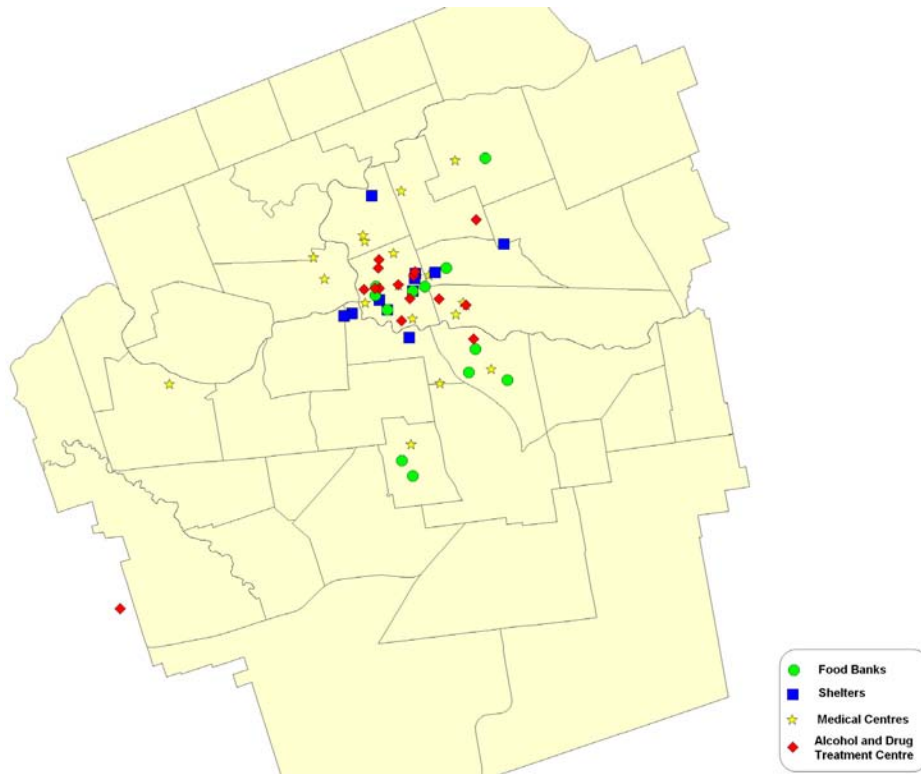 Food Banks
Shelters
Medical Centres
Alcohol and Drug
Treatment Centre